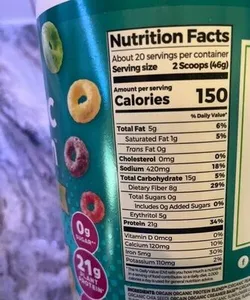 Nutrition Facts
About 20 servings per container
Serving size 2 Scoops (46g)
Amount per serving
Calories 150
% Daily Value*
Total Fat 5g 6%
Saturated Fat 1g 5%
Trans Fat 0g
Cholesterol 0mg 0%
Sodium 420mg 18%
Total Carbohydrate 15g 5%
Dietary Fiber 8g 29%
Total Sugars 0g
Includes 0g Added Sugars 0%
Erythritol 5g
Protein 21g 34%
Vitamin D 0mcg 0%
Calcium 120mg 10%
Iron 5mg 30%
Potassium 110mg 2%
C
0g
SUGAR
21g
PROTEIN